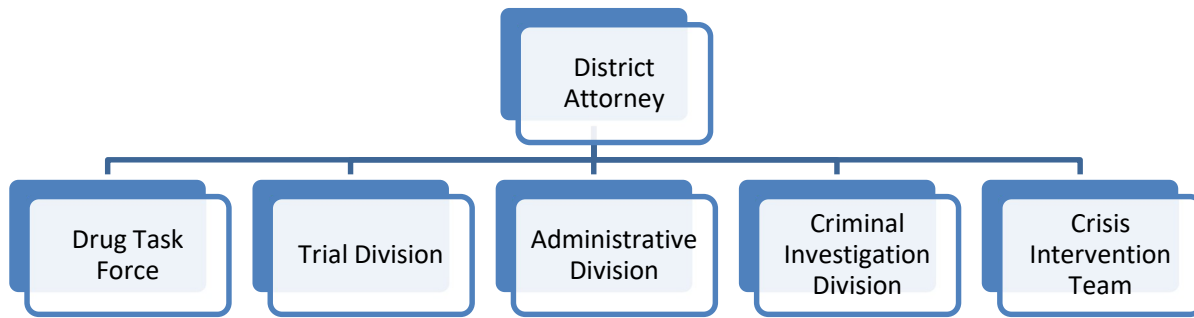 District
Attorney
Drug Task
Force
Trial Division
Administrative
Division
Criminal
Investigation
Division
Crisis
Intervention
Team